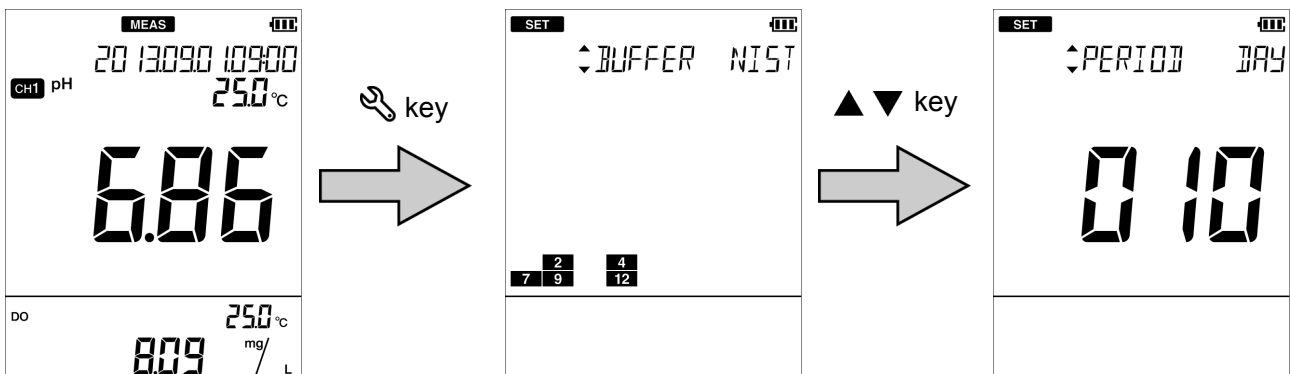 MEAS
2013.09.01.09:00
CH1 pH
25.0 °C
6.86
DO
25.0 °C
8.09 mg/L
key
SET
BUFFER NIST
2 4
7 9 12
▲ ▼ key
SET
PERIOD DAY
010